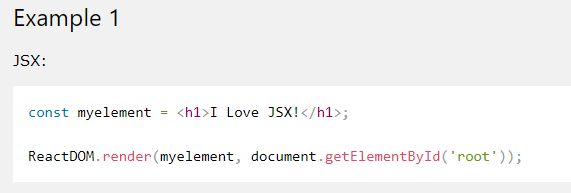 Example 1
JSX:
const myelement = <h1>I Love JSX!</h1>;
ReactDOM.render(myelement, document.getElementById('root'));